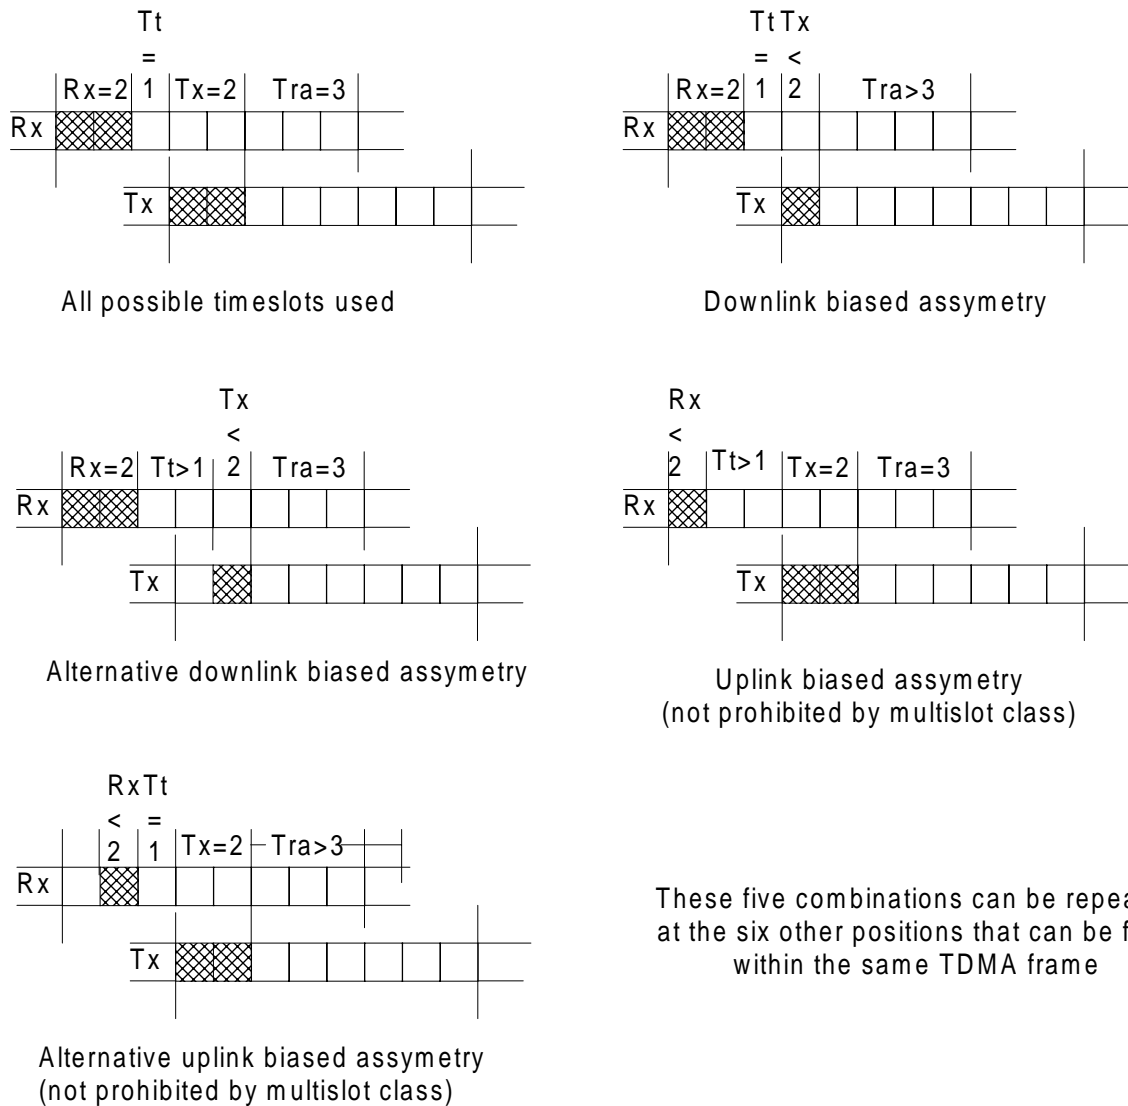 Tt
=
Rx=2 1 Tx=2 Tra=3
Rx
Tx
All possible timeslots used
Tt Tx
= <
Rx=2 1 2 Tra>3
Rx
Tx
Downlink biased assymetry
Tx
<
Rx=2 Tt>1 2 Tra=3
Rx
Tx
Alternative downlink biased assymetry
Rx
<
2 Tt>1 Tx=2 Tra=3
Rx
Tx
Uplink biased assymetry
(not prohibited by multislot class)
RxTt
< =
2 1 Tx=2 Tra>3
Rx
Tx
Alternative uplink biased assymetry
(not prohibited by multislot class)
These five combinations can be
at the six other positions that can be
within the same TDMA frame